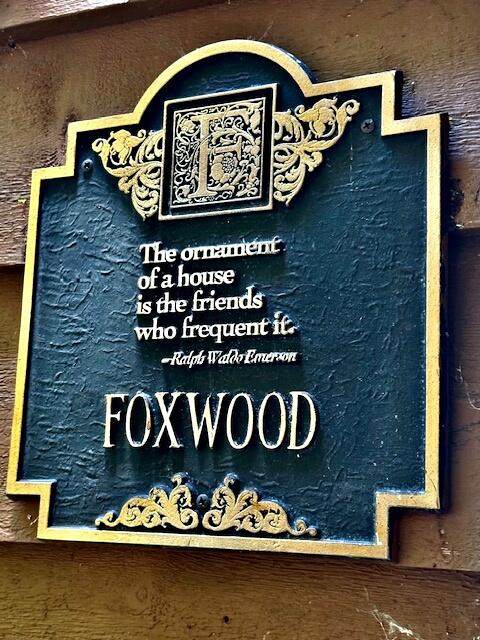 F
The ornament
of a house
is the friends
who frequent it.
-Ralph Waldo Emerson
FOXWOOD